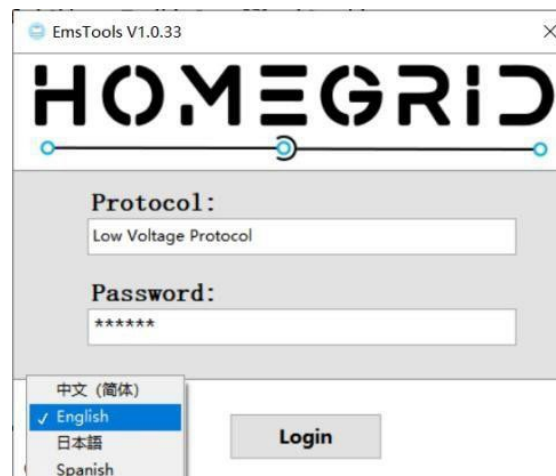 EmsTools V1.0.33
HOMEGRID
Protocol:
Low Voltage Protocol
Password:
******
中文 (简体)
✓ English
日本語
Spanish
Login